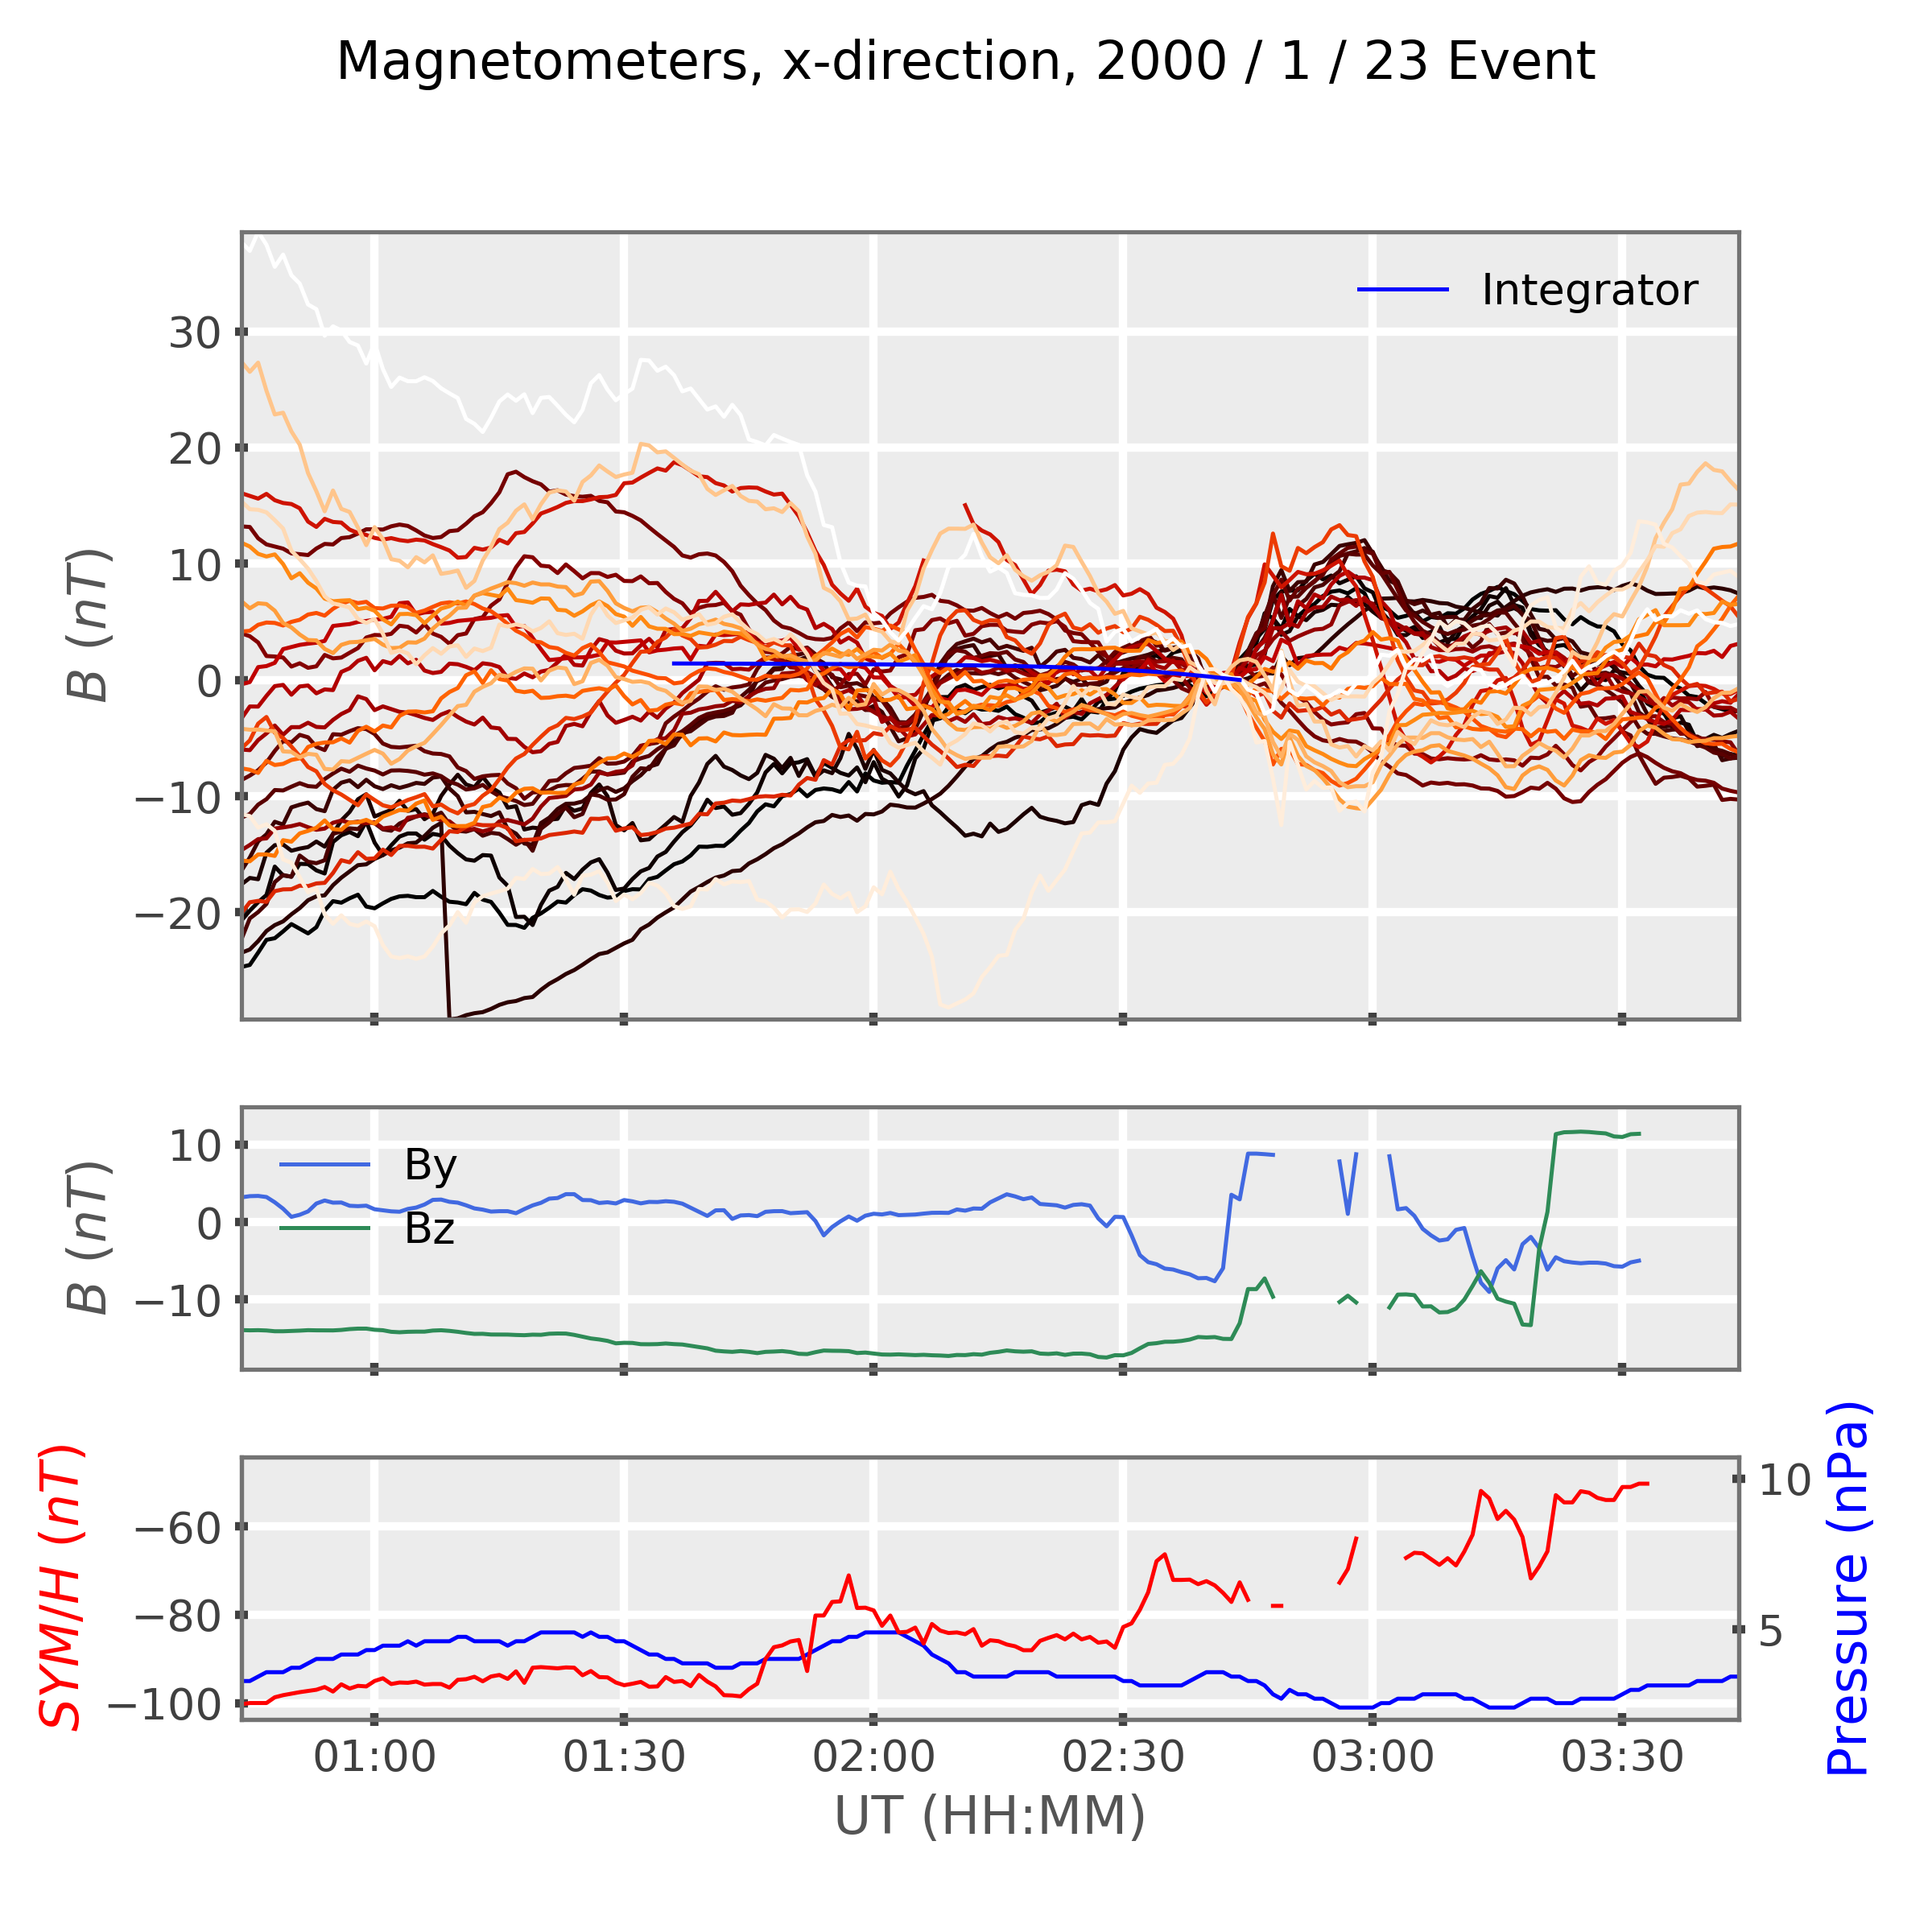 Magnetometers, x-direction, 2000 / 1 / 23 Event
Integrator
30
20
10
0
−10
−20
B (nT)
By
Bz
10
0
−10
B (nT)
−60
−80
−100
SYM/H (nT)
10
5
Pressure (nPa)
01:00 01:30 02:00 02:30 03:00 03:30
UT (HH:MM)